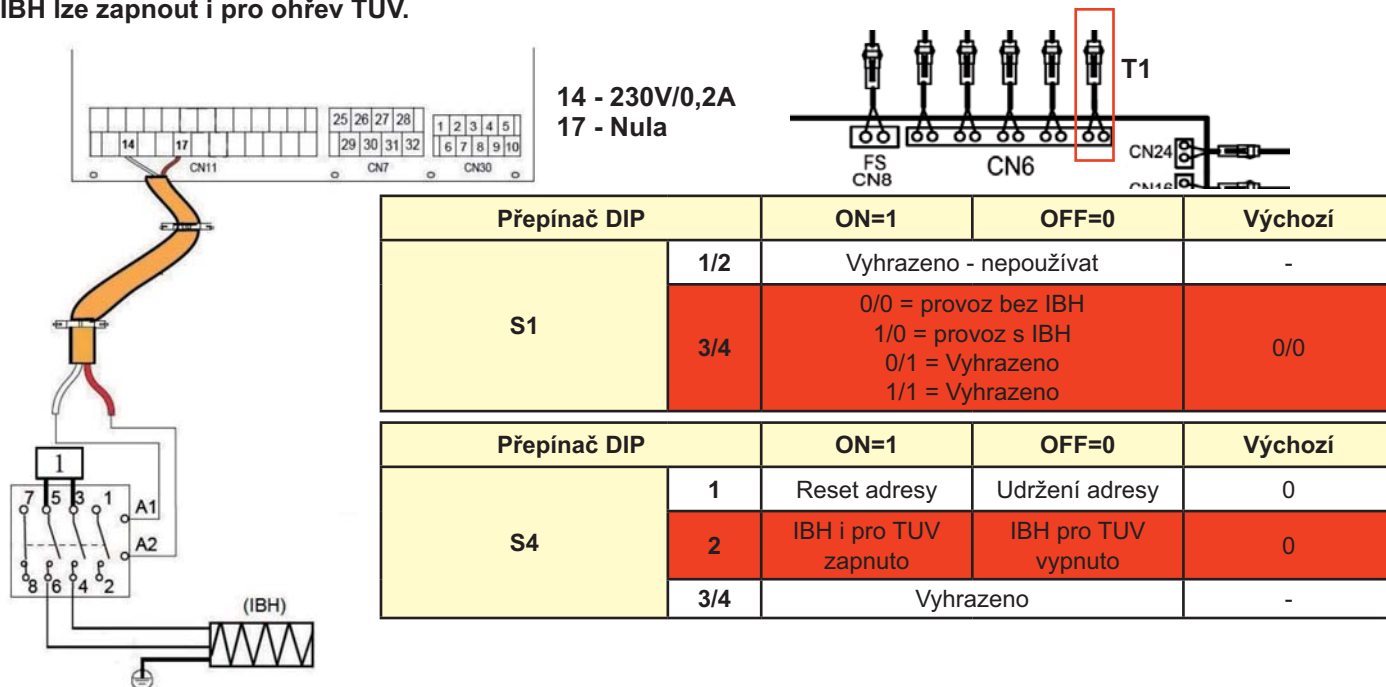 IBH lze zapnout i pro ohřev TUV.
14 - 230V/0,2A
17 - Nula
14 17
CN11
25 26 27 28
29 30 31 32
CN7
1 2 3 4 5
6 7 8 9 10
CN30
T1
FS
CN8
CN6
CN24
CN16
Přepínač DIP ON=1 OFF=0 Výchozí
S1
1/2 Vyhrazeno - nepoužívat -
3/4
0/0 = provoz bez IBH
1/0 = provoz s IBH
0/1 = Vyhrazeno
1/1 = Vyhrazeno
0/0
Přepínač DIP ON=1 OFF=0 Výchozí
S4
1 Reset adresy Udržení adresy 0
2
IBH i pro TUV
zapnuto
IBH pro TUV
vypnuto
0
3/4 Vyhrazeno -
1
7 5 3 1
A1
A2
8 6 4 2
(IBH)